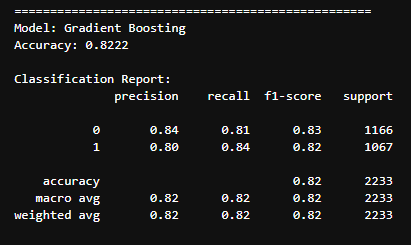 ==================================================
Model: Gradient Boosting
Accuracy: 0.8222
Classification Report:
precision recall f1-score support
0 0.84 0.81 0.83 1166
1 0.80 0.84 0.82 1067
accuracy 0.82 2233
macro avg 0.82 0.82 0.82 2233
weighted avg 0.82 0.82 0.82 2233